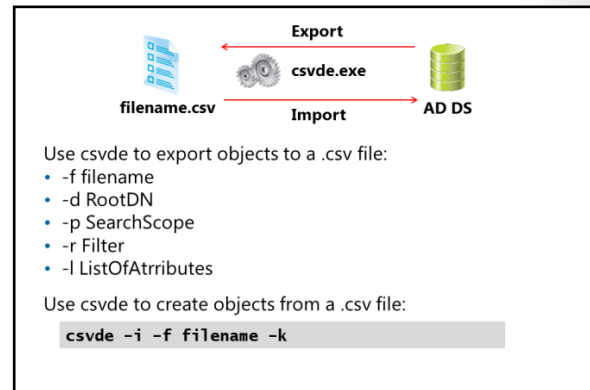 Export
csvde.exe
filename.csv
AD DS
Import
Use csvde to export objects to a .csv file:
• -f filename
• -d RootDN
• -p SearchScope
• -r Filter
• -l ListOfAtrributes
Use csvde to create objects from a .csv file:
csvde -i -f filename -k